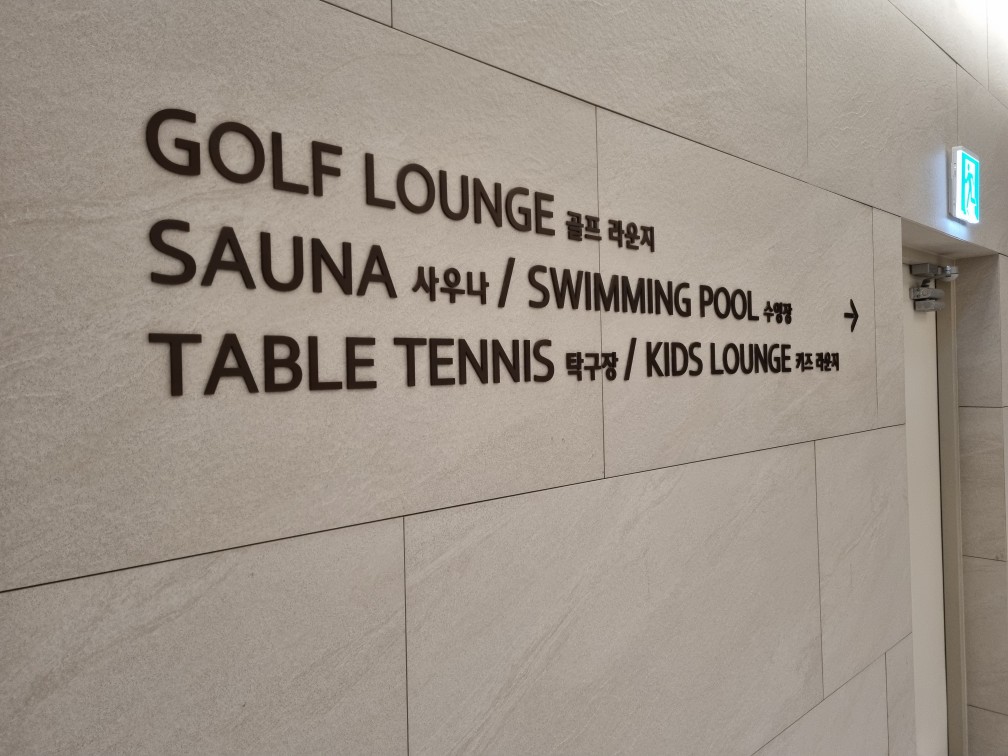 GOLF LOUNGE 골프 라운지
SAUNA 사우나 / SWIMMING POOL 수영장 →
TABLE TENNIS 탁구장 / KIDS LOUNGE 키즈 라운지